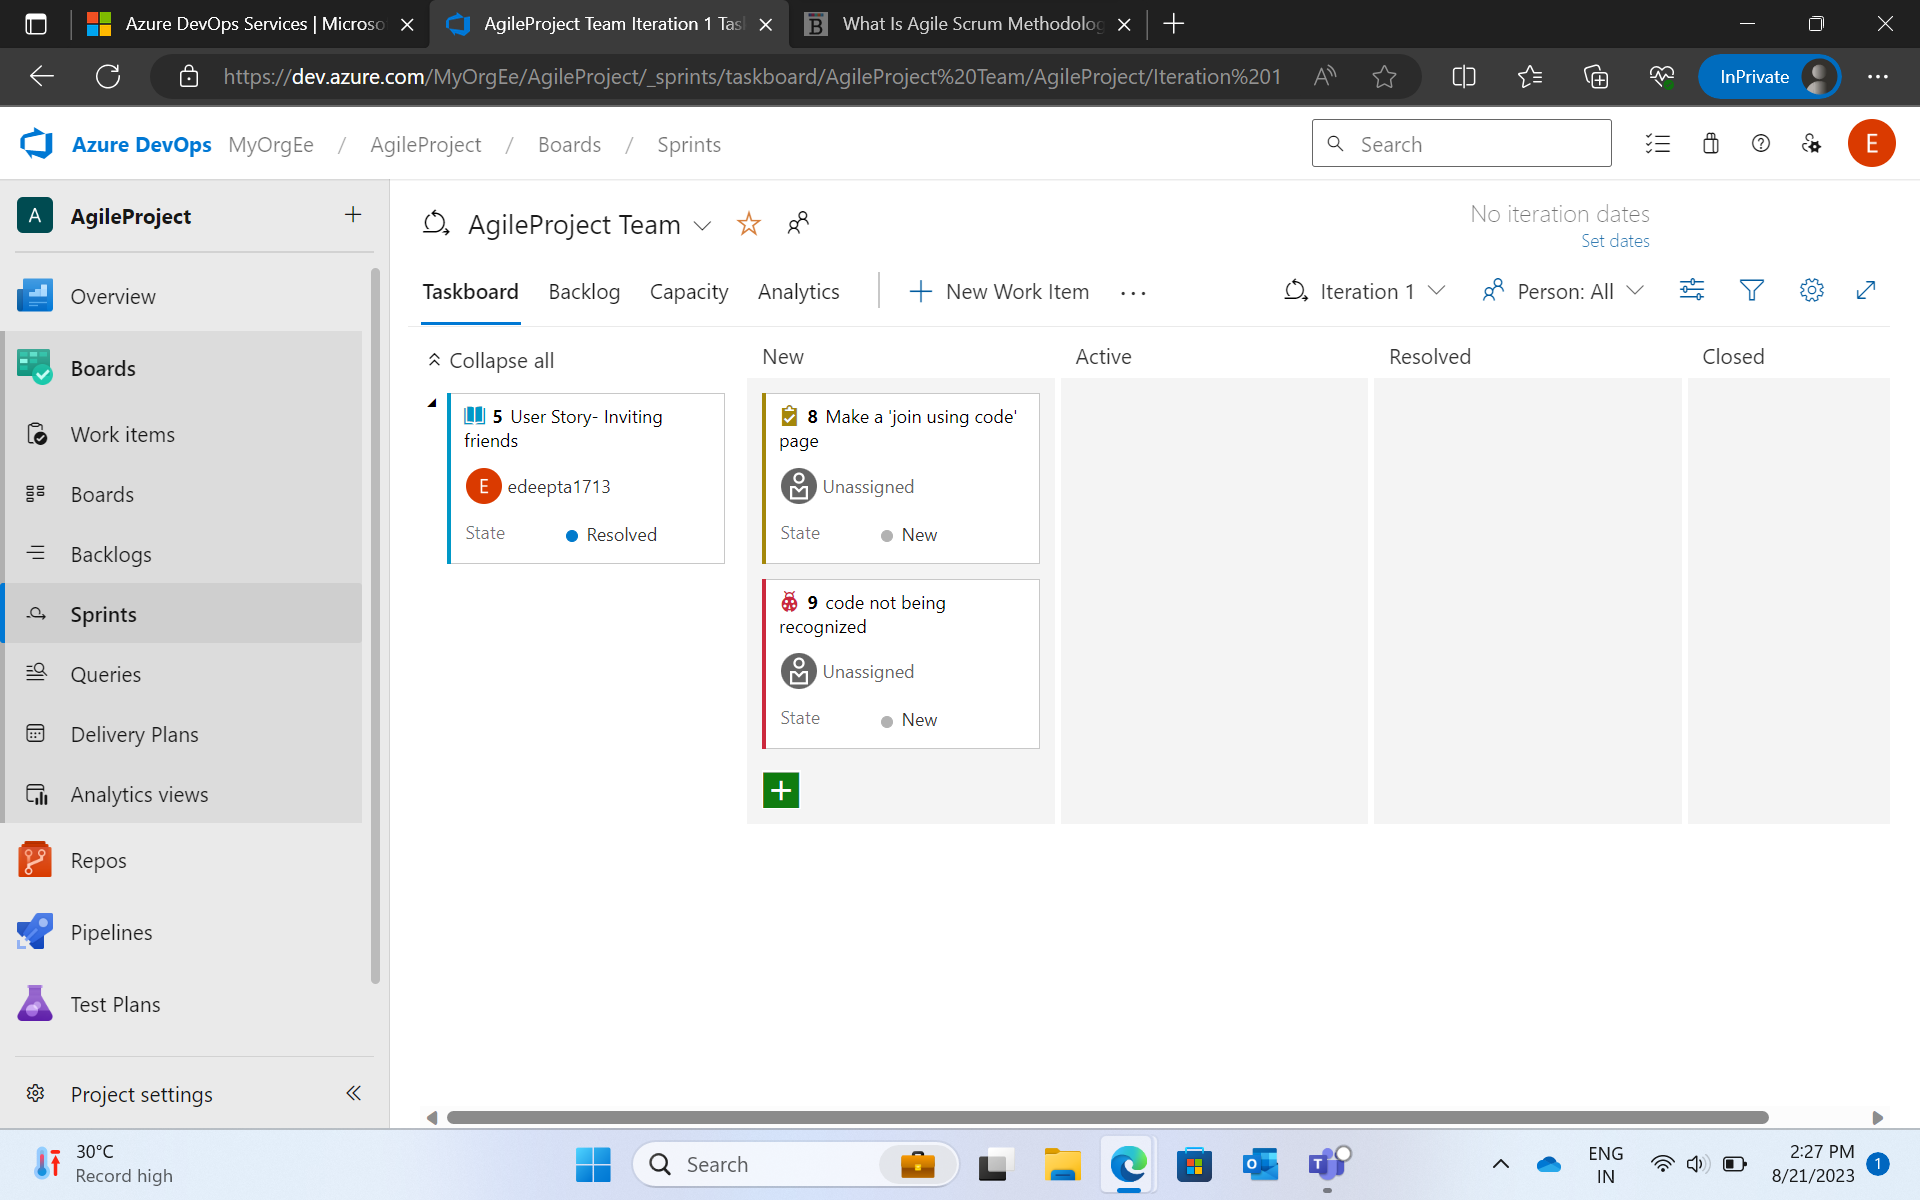 Azure DevOps Services | Microso
AgileProject Team Iteration 1 Tas
What Is Agile Scrum Methodolog
https://dev.azure.com/MyOrgEe/AgileProject/_sprints/taskboard/AgileProject%20Team/AgileProject/Iteration%201
InPrivate
Azure DevOps MyOrgEe / AgileProject / Boards / Sprints
Search
E
A AgileProject
Overview
Boards
Work items
Boards
Backlogs
Sprints
Queries
Delivery Plans
Analytics views
Repos
Pipelines
Test Plans
Project settings
AgileProject Team
No iteration dates
Set dates
Taskboard Backlog Capacity Analytics New Work Item
Iteration 1 Person: All
Collapse all
New Active Resolved Closed
5 User Story- Inviting
friends
E edeepta1713
State Resolved
8 Make a 'join using code'
page
Unassigned
State New
9 code not being
recognized
Unassigned
State New
30°C
Record high
Search
ENG
IN
2:27 PM
8/21/2023
1